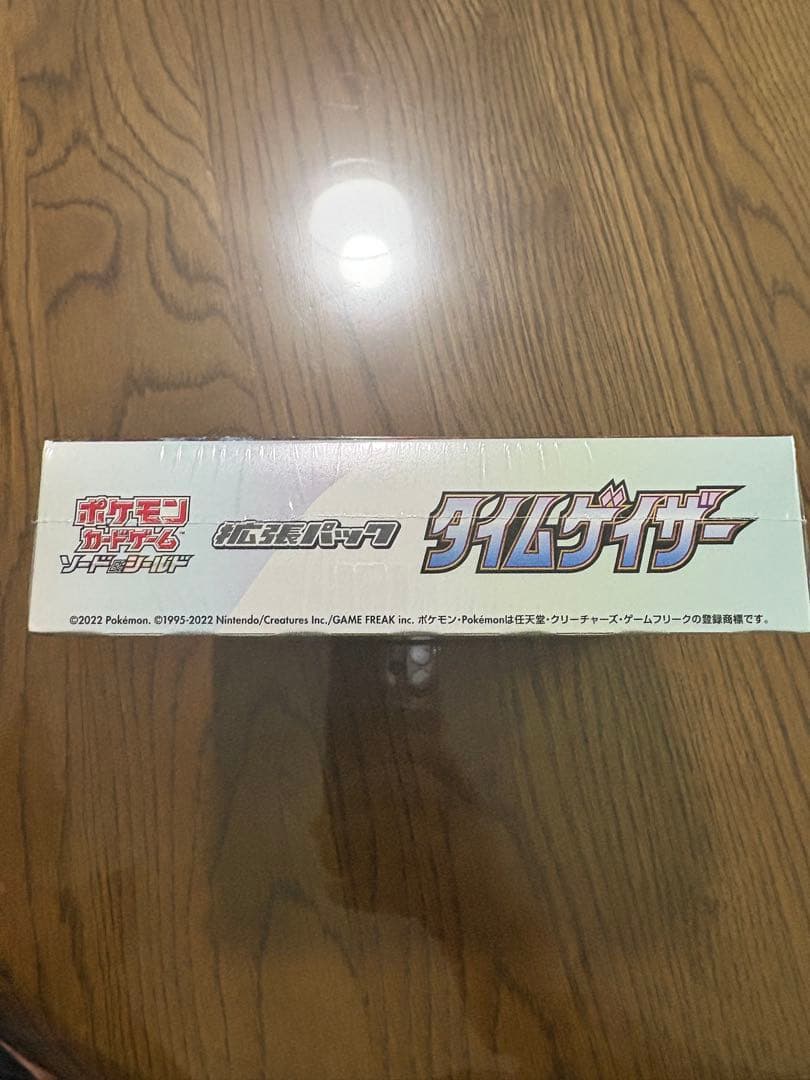 ポケモン
カードゲーム™
ソード&シールド
拡張パック
タイムゲイザー
©2022 Pokémon. ©1995-2022 Nintendo/Creatures Inc./GAME FREAK inc. ポケモン・Pokémonは任天堂・クリーチャーズ・ゲームフリークの登録商標です。